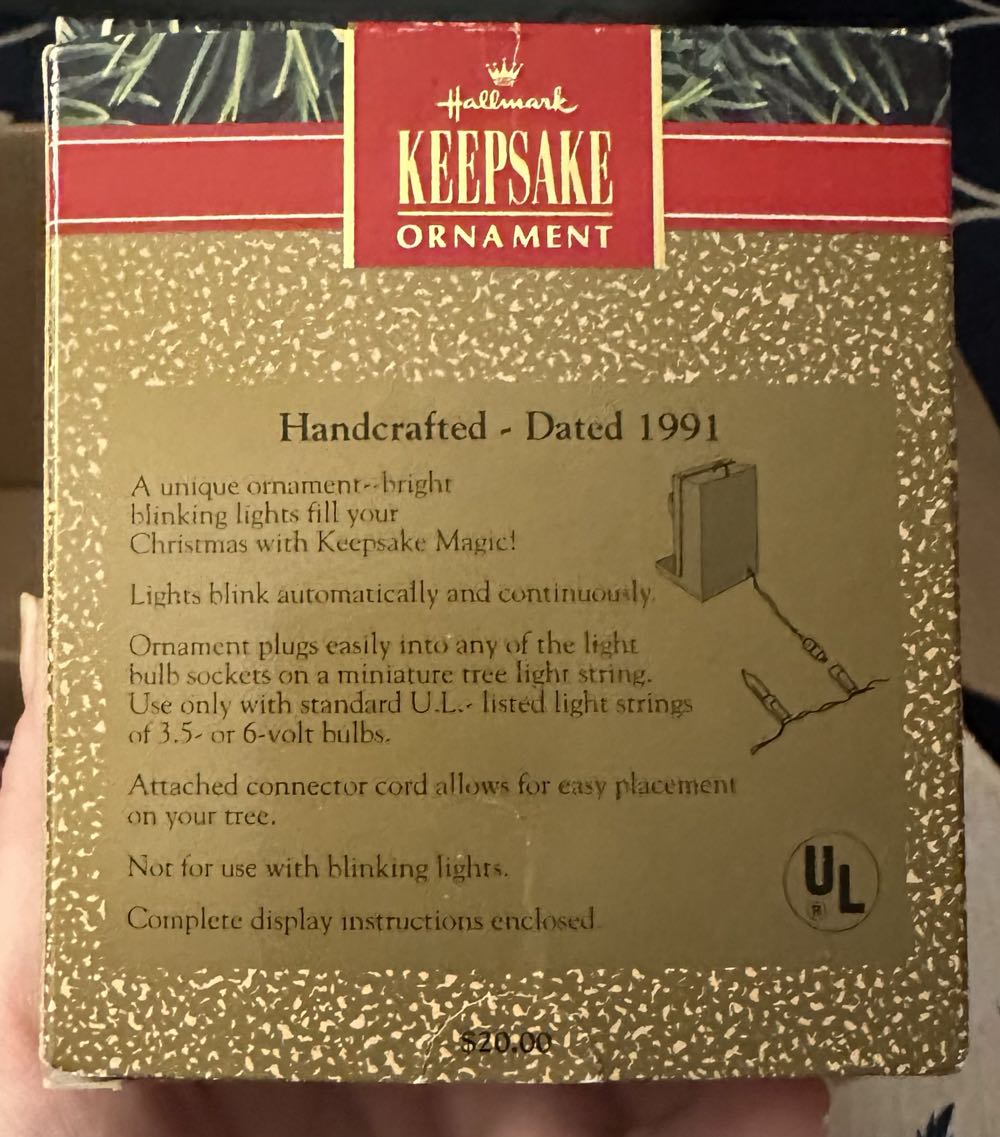 Hallmark
KEEPSAKE
ORNAMENT
Handcrafted - Dated 1991
A unique ornament--bright
blinking lights fill your
Christmas with Keepsake Magic!
Lights blink automatically and continuously.
Ornament plugs easily into any of the light
bulb sockets on a miniature tree light string.
Use only with standard U.L.- listed light strings
of 3.5- or 6-volt bulbs.
Attached connector cord allows for easy placement
on your tree.
Not for use with blinking lights.
Complete display instructions enclosed.
UL
®
$20.00